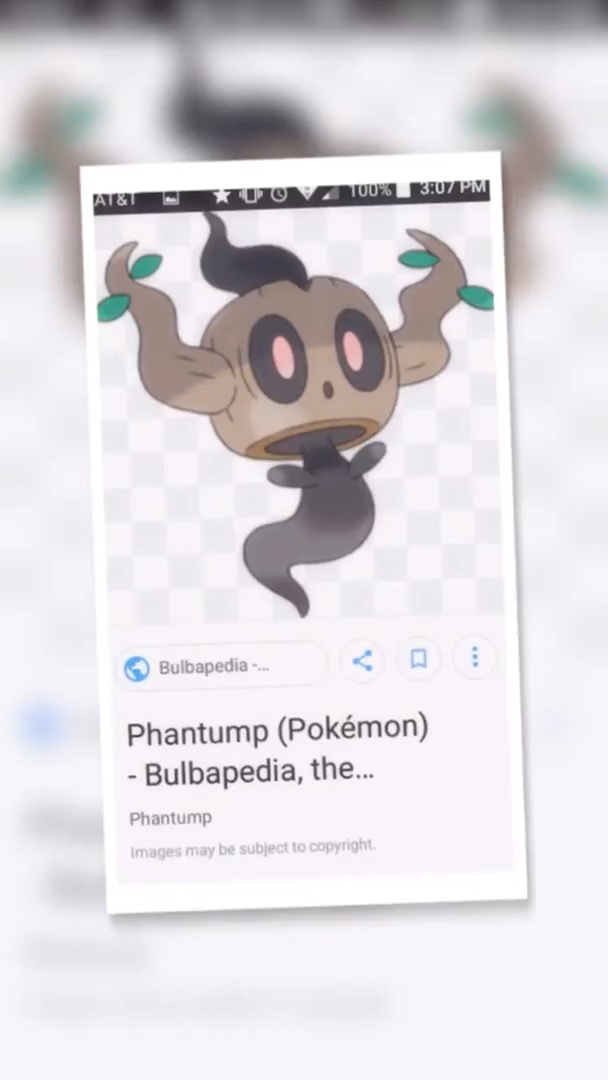 AT&T 100% 3:07 PM
Bulbapedia -...
Phantump (Pokémon)
- Bulbapedia, the...
Phantump
Images may be subject to copyright.